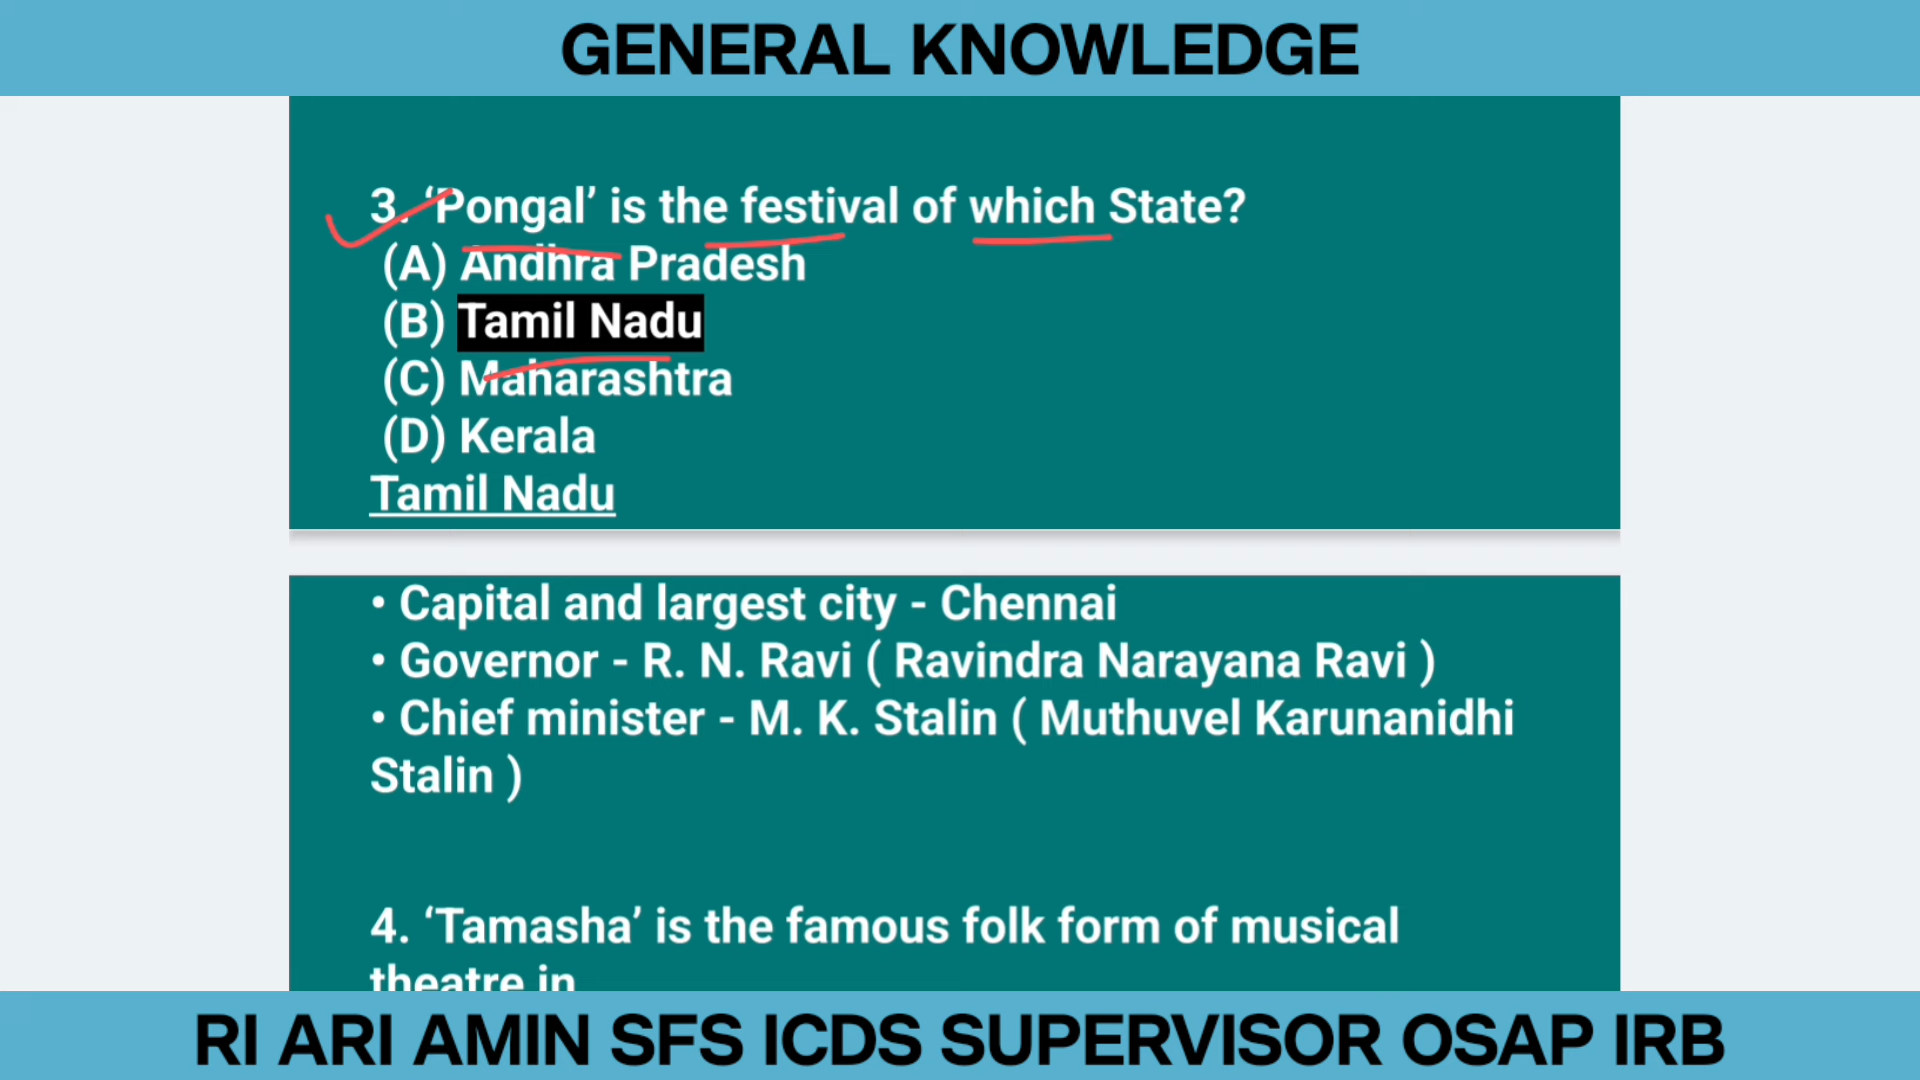 GENERAL KNOWLEDGE
3. ‘Pongal’ is the festival of which State?
(A) Andhra Pradesh
(B) Tamil Nadu
(C) Maharashtra
(D) Kerala
Tamil Nadu
• Capital and largest city - Chennai
• Governor - R. N. Ravi ( Ravindra Narayana Ravi )
• Chief minister - M. K. Stalin ( Muthuvel Karunanidhi
Stalin )
4. ‘Tamasha’ is the famous folk form of musical
theatre in
RI ARI AMIN SFS ICDS SUPERVISOR OSAP IRB